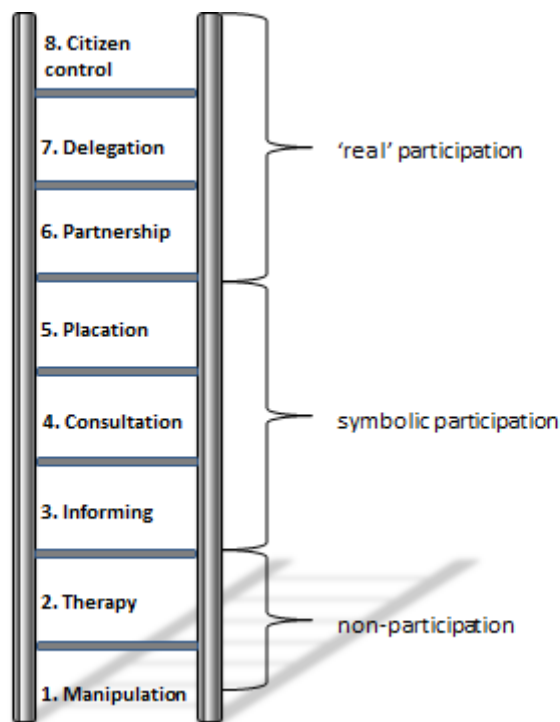 8. Citizen
control
7. Delegation
‘real’ participation
6. Partnership
5. Placation
4. Consultation
symbolic participation
3. Informing
2. Therapy
non-participation
1. Manipulation